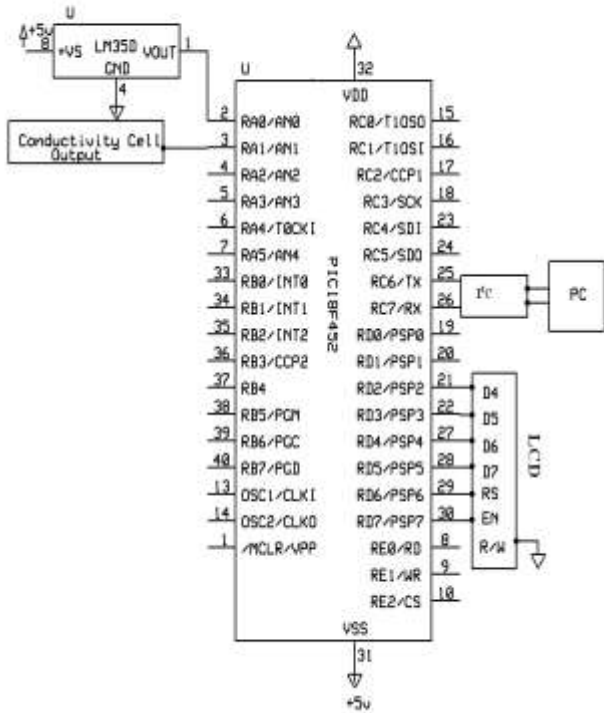 U
+5v
8 +VS LM35D VOUT 1
GND
4
Conductivity Cell
Output
U
32
VDD
2 RA0/AN0 RC0/T1OSO 15
3 RA1/AN1 RC1/T1OSI 16
4 RA2/AN2 RC2/CCP1 17
5 RA3/AN3 RC3/SCK 18
6 RA4/T0CKI RC4/SDI 23
7 RA5/AN4 RC5/SDO 24
33 RB0/INT0 RC6/TX 25
34 RB1/INT1 RC7/RX 26
35 RB2/INT2 RD0/PSP0 19
36 RB3/CCP2 RD1/PSP1 20
37 RB4 RD2/PSP2 21
38 RB5/PGM RD3/PSP3 22
39 RB6/PGC RD4/PSP4 27
40 RB7/PGD RD5/PSP5 28
13 OSC1/CLKI RD6/PSP6 29
14 OSC2/CLKO RD7/PSP7 30
1 /MCLR/VPP RE0/RD 8
RE1/WR 9
RE2/CS 10
PIC18F452
VSS
31
+5v
I²C
PC
D4
D5
D6
D7
RS
EN
R/W
LCD